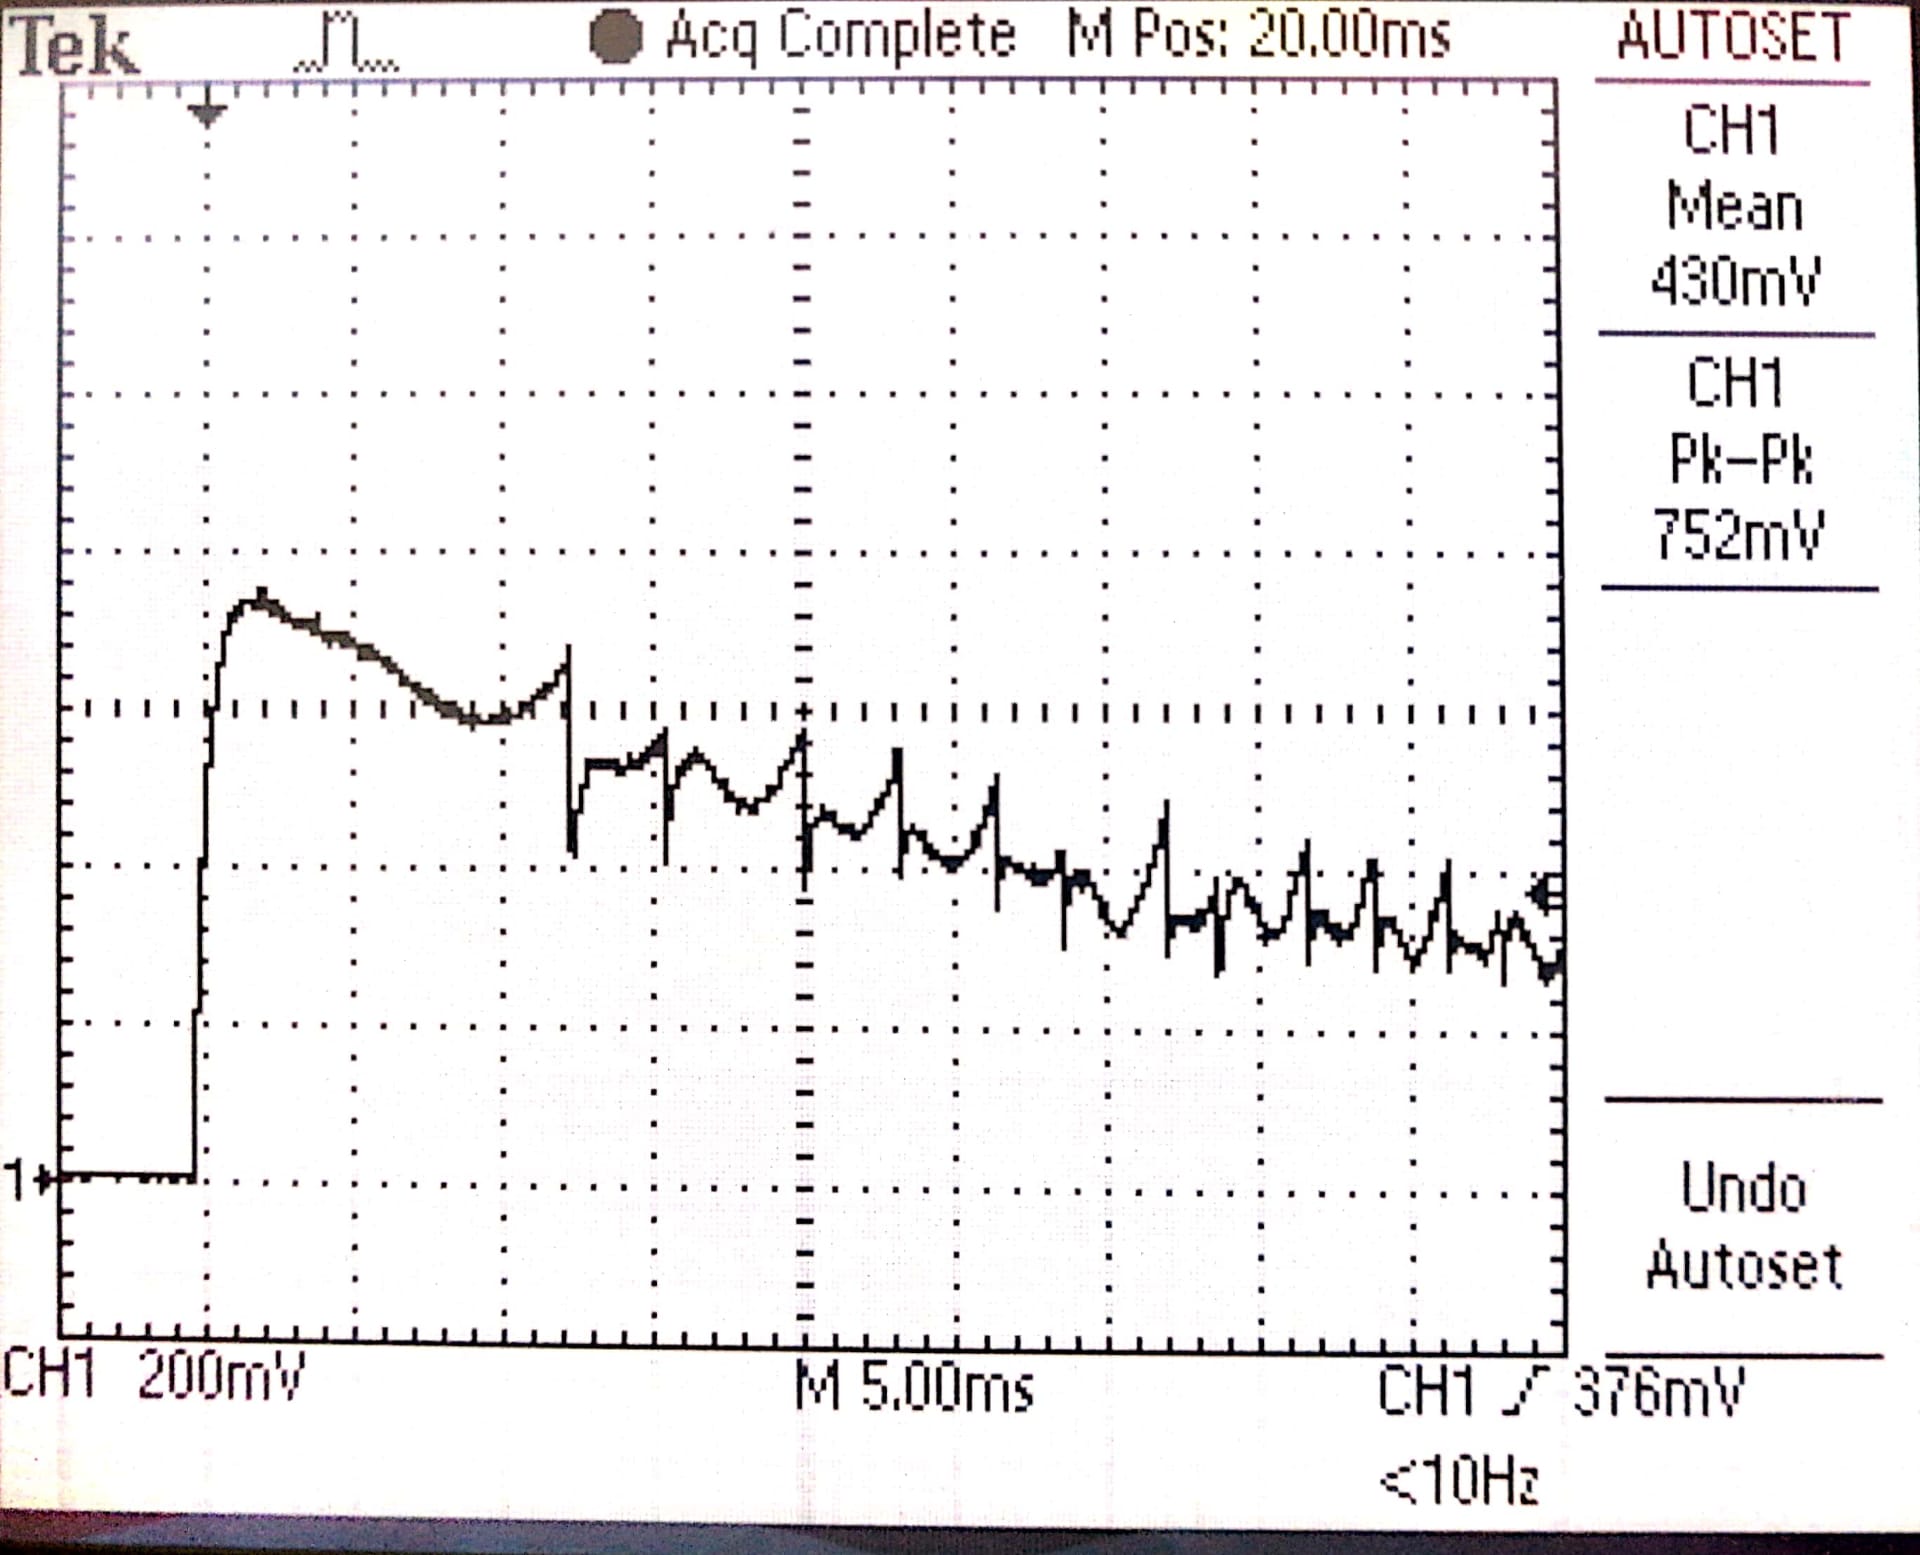 Tek
Acq Complete
M Pos: 20.00ms
AUTOSET
CH1
Mean
430mV
CH1
Pk-Pk
752mV
1
Undo
Autoset
CH1 200mV
M 5.00ms
CH1 376mV
<10Hz